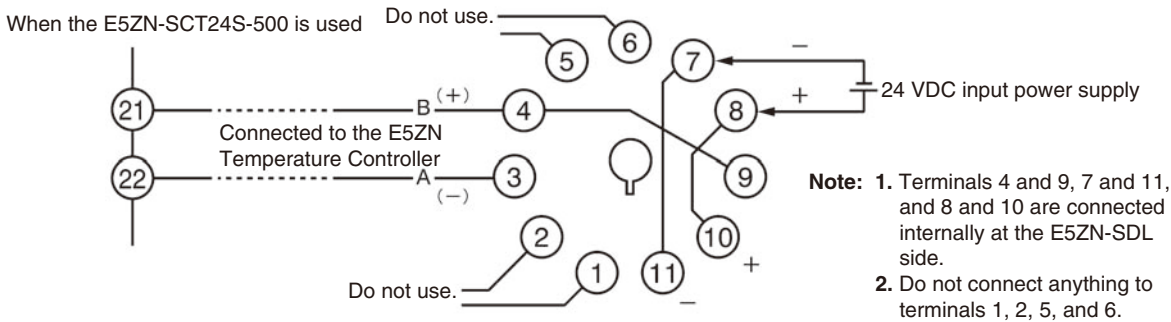 When the E5ZN-SCT24S-500 is used
Do not use.
6
5
7
−
21
B (+)
4
8
+
24 VDC input power supply
Connected to the E5ZN
Temperature Controller
22
A
(−)
3
9
Note: 1. Terminals 4 and 9, 7 and 11,
and 8 and 10 are connected
internally at the E5ZN-SDL
side.
2. Do not connect anything to
terminals 1, 2, 5, and 6.
2
10
+
1
11
−
Do not use.